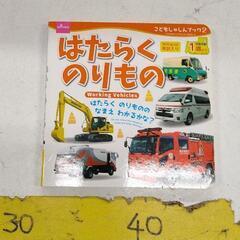 こどもしゃしんブック2
はたらく
のりもの
Working Vehicles
はたらく のりものの
なまえ わかるかな?
30
40